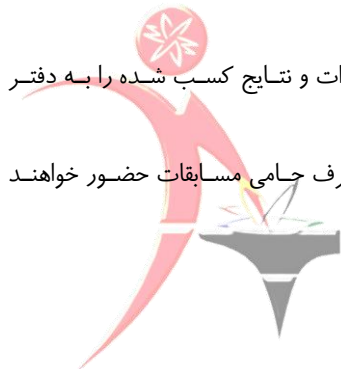 ات و نتایج کسب شده را به دفتر
رف حامی مسابقات حضور خواهند